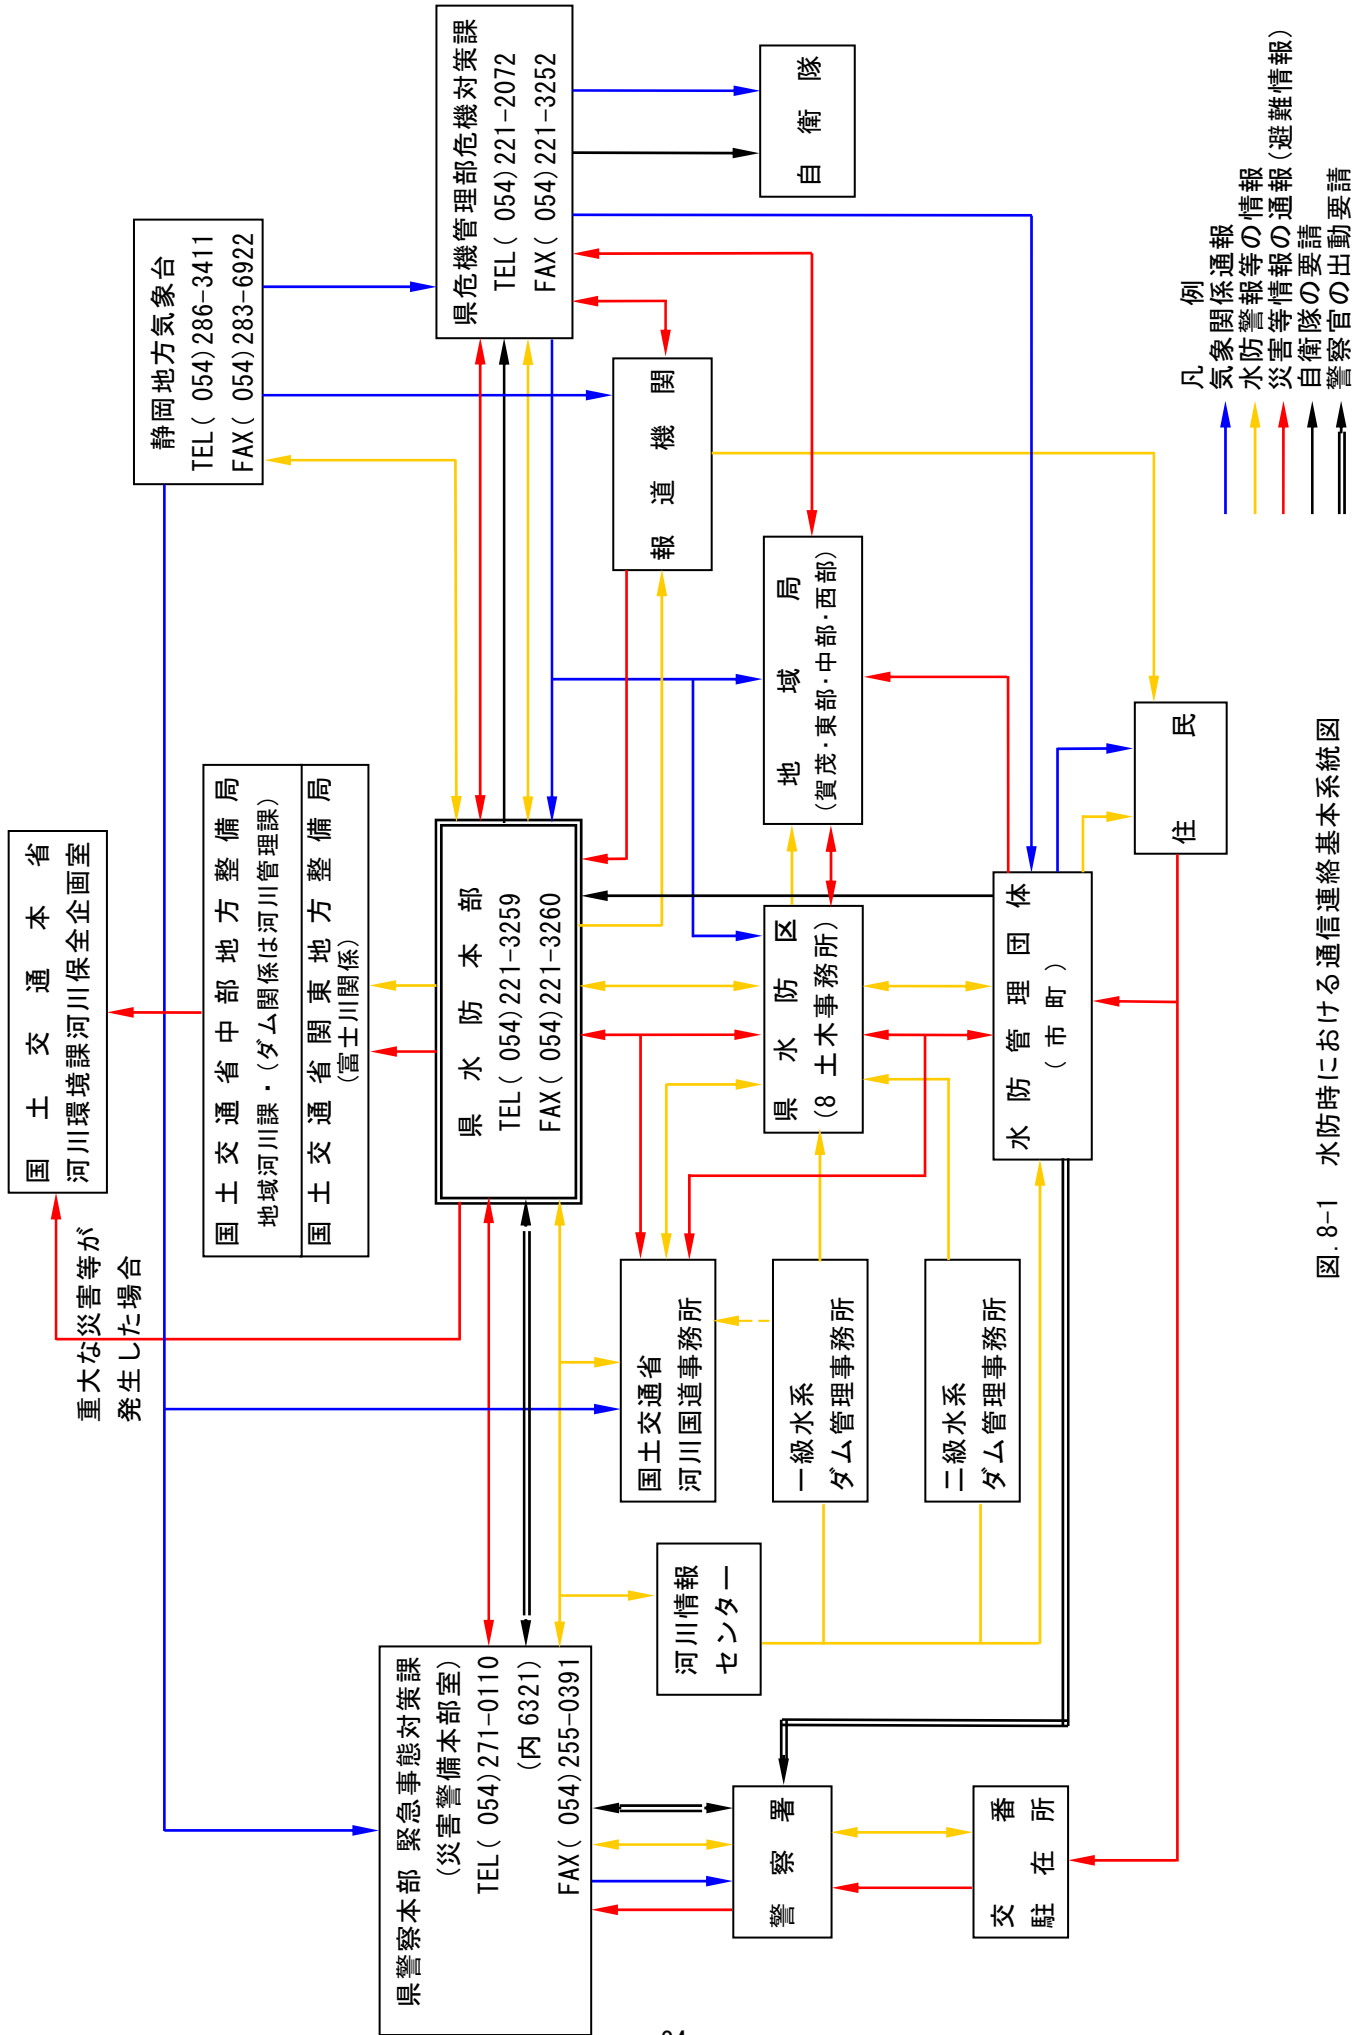 国土交通本省
河川環境課河川保全企画室
重大な災害等が
発生した場合
静岡地方気象台
TEL( 054)286-3411
FAX( 054)283-6922
国土交通省中部地方整備局
地域河川課・(ダム関係は河川管理課)
国土交通省関東地方整備局
(富士川関係)
県警察本部 緊急事態対策課
(災害警備本部室)
TEL( 054)271-0110
(内 6321)
FAX( 054)255-0391
県水防本部
TEL( 054)221-3259
FAX( 054)221-3260
県危機管理部危機対策課
TEL( 054)221-2072
FAX( 054)221-3252
国土交通省
河川国道事務所
報道機関
河川情報
センター
一級水系
ダム管理事務所
県水防区
(8 土木事務所)
地域局
(賀茂・東部・中部・西部)
自衛隊
警察署
二級水系
ダム管理事務所
水防管理団体
(市町)
交番
駐在所
住民
凡 例
気象関係通報
水防警報等の情報
災害等情報の通報(避難情報)
自衛隊の要請
警察官の出動要請
図.8-1 水防時における通信連絡基本系統図